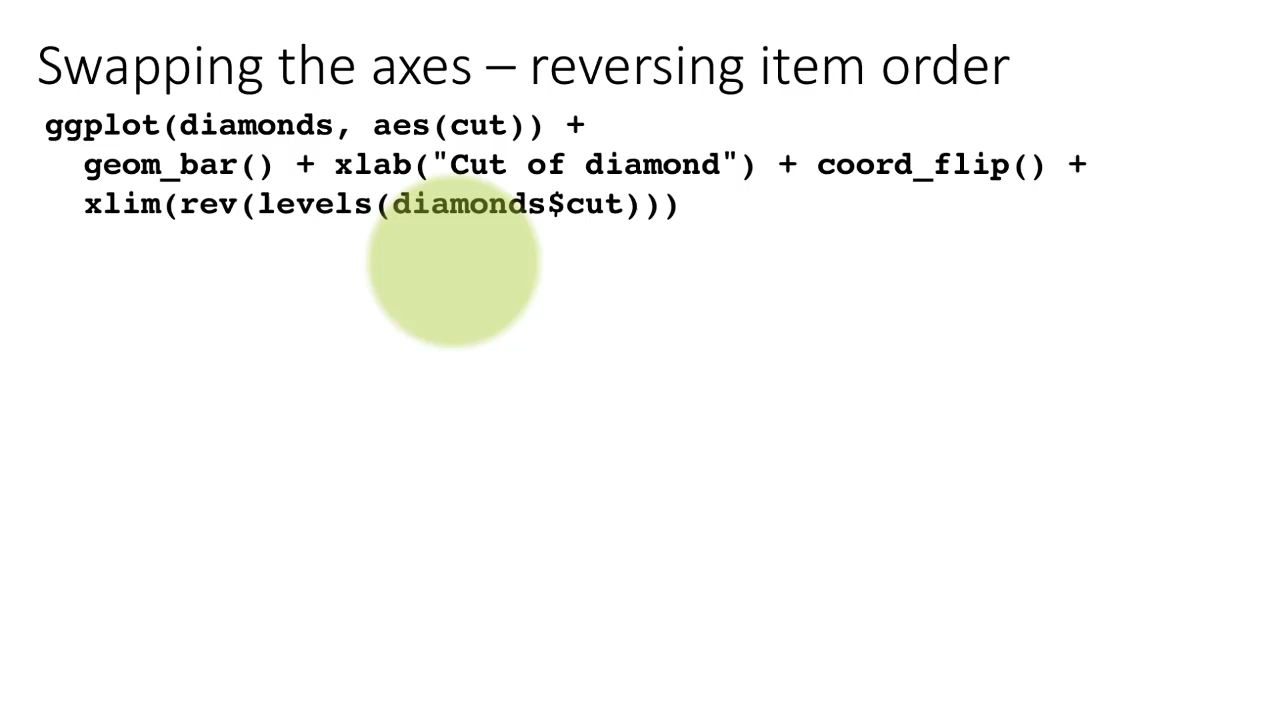 Swapping the axes – reversing item order
ggplot(diamonds, aes(cut)) +
geom_bar() + xlab("Cut of diamond") + coord_flip() +
xlim(rev(levels(diamonds$cut)))